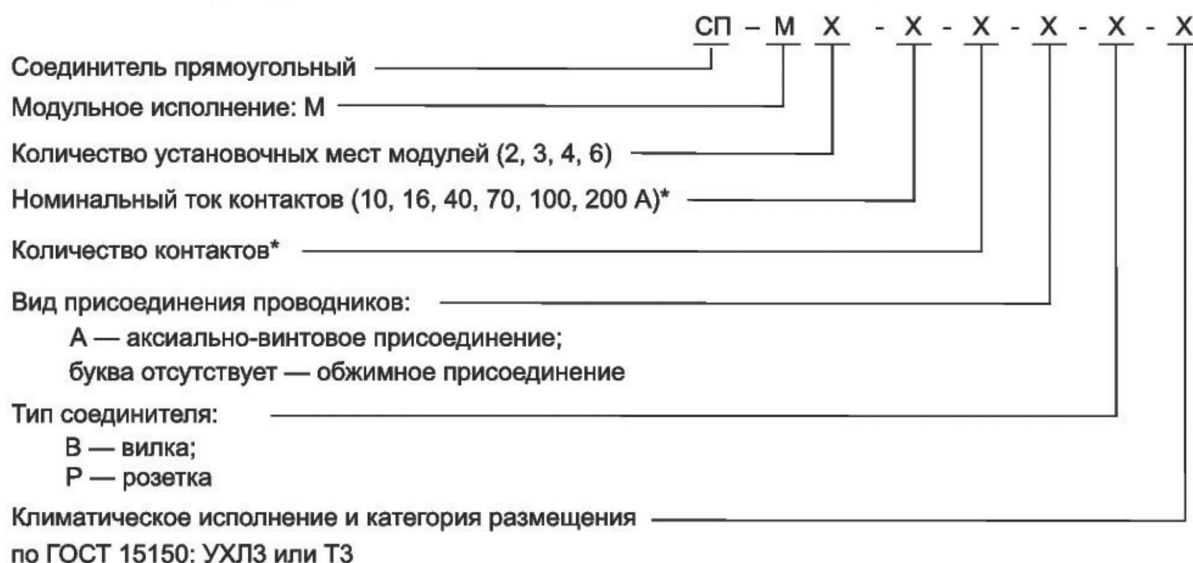 СП – М Х - Х - Х - Х - Х - Х
Соединитель прямоугольный
Модульное исполнение: М
Количество установочных мест модулей (2, 3, 4, 6)
Номинальный ток контактов (10, 16, 40, 70, 100, 200 А)*
Количество контактов*
Вид присоединения проводников:
А — аксиально-винтовое присоединение;
буква отсутствует — обжимное присоединение
Тип соединителя:
В — вилка;
Р — розетка
Климатическое исполнение и категория размещения
по ГОСТ 15150: УХЛ3 или Т3